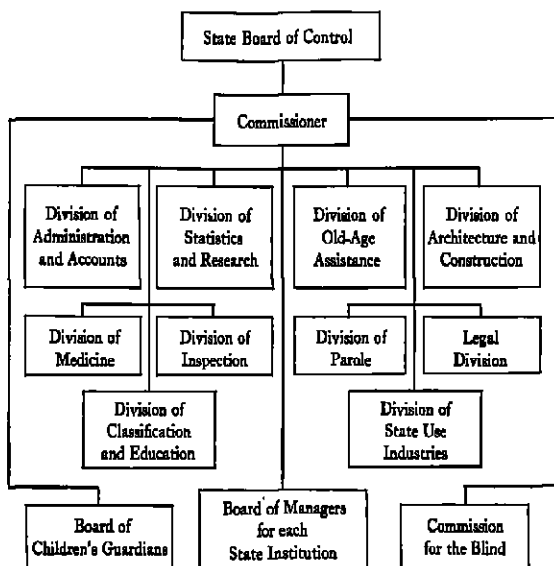 State Board of Control
Commissioner
Division of
Administration
and Accounts
Division of
Statistics
and Research
Division of
Old-Age
Assistance
Division of
Architecture and
Construction
Division of
Medicine
Division of
Inspection
Division of
Parole
Legal
Division
Division of
Classification
and Education
Division of
State Use
Industries
Board of
Children's Guardians
Board of Managers
for each
State Institution
Commission
for the Blind